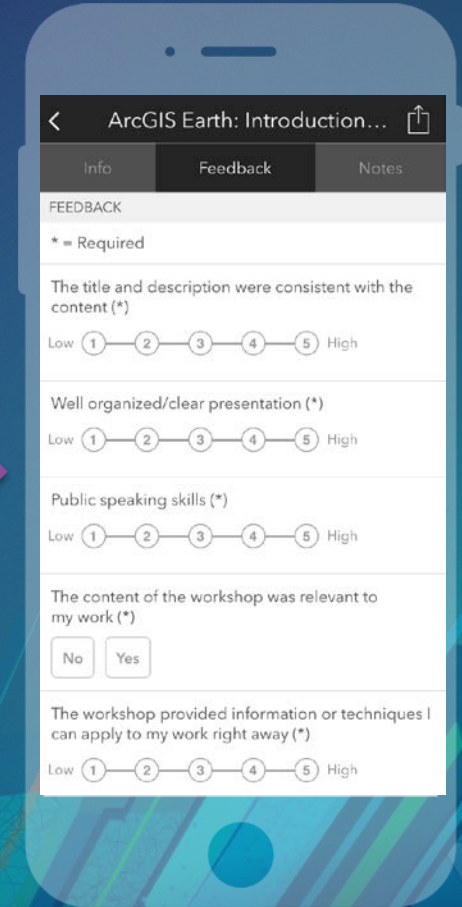 ArcGIS Earth: Introduction...
Info Feedback Notes
FEEDBACK
* = Required
The title and description were consistent with the
content (*)
Low 1 2 3 4 5 High
Well organized/clear presentation (*)
Low 1 2 3 4 5 High
Public speaking skills (*)
Low 1 2 3 4 5 High
The content of the workshop was relevant to
my work (*)
No Yes
The workshop provided information or techniques I
can apply to my work right away (*)
Low 1 2 3 4 5 High